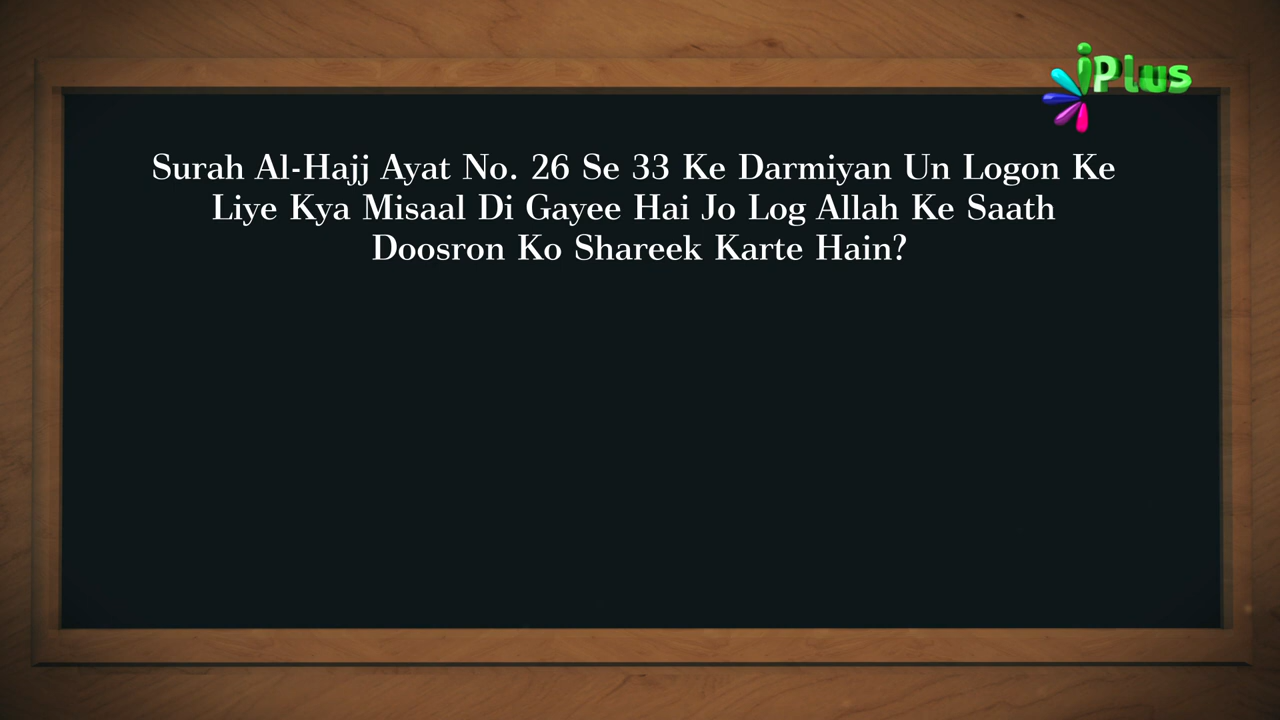 iPlus
Surah Al-Hajj Ayat No. 26 Se 33 Ke Darmiyan Un Logon Ke
Liye Kya Misaal Di Gayee Hai Jo Log Allah Ke Saath
Doosron Ko Shareek Karte Hain?